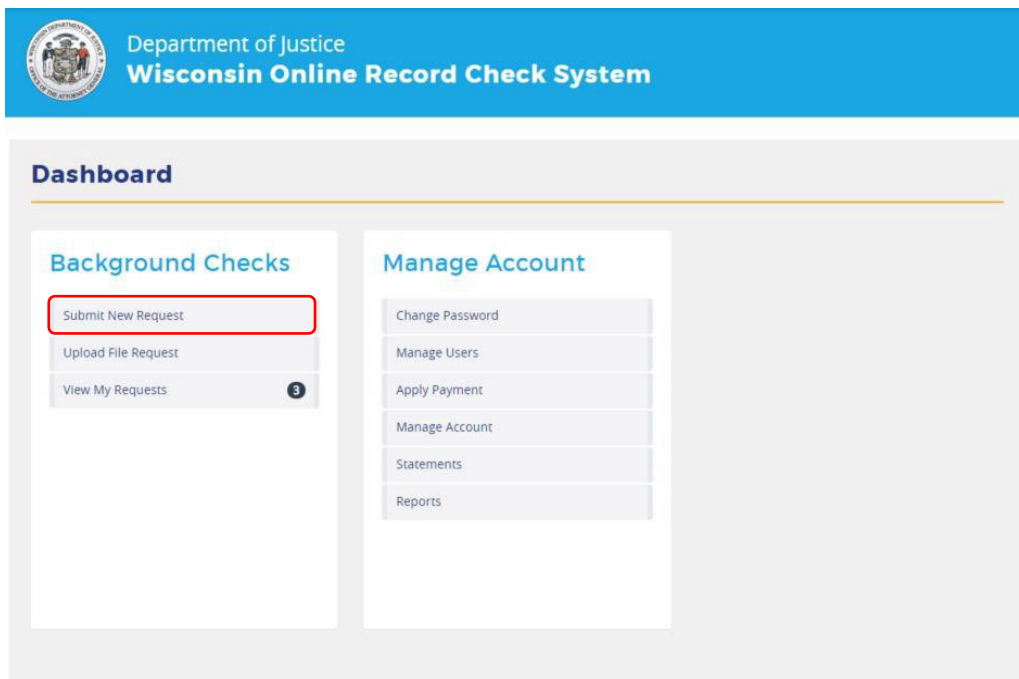 Department of Justice
Wisconsin Online Record Check System
Dashboard
Background Checks
Submit New Request
Upload File Request
View My Requests 3
Manage Account
Change Password
Manage Users
Apply Payment
Manage Account
Statements
Reports